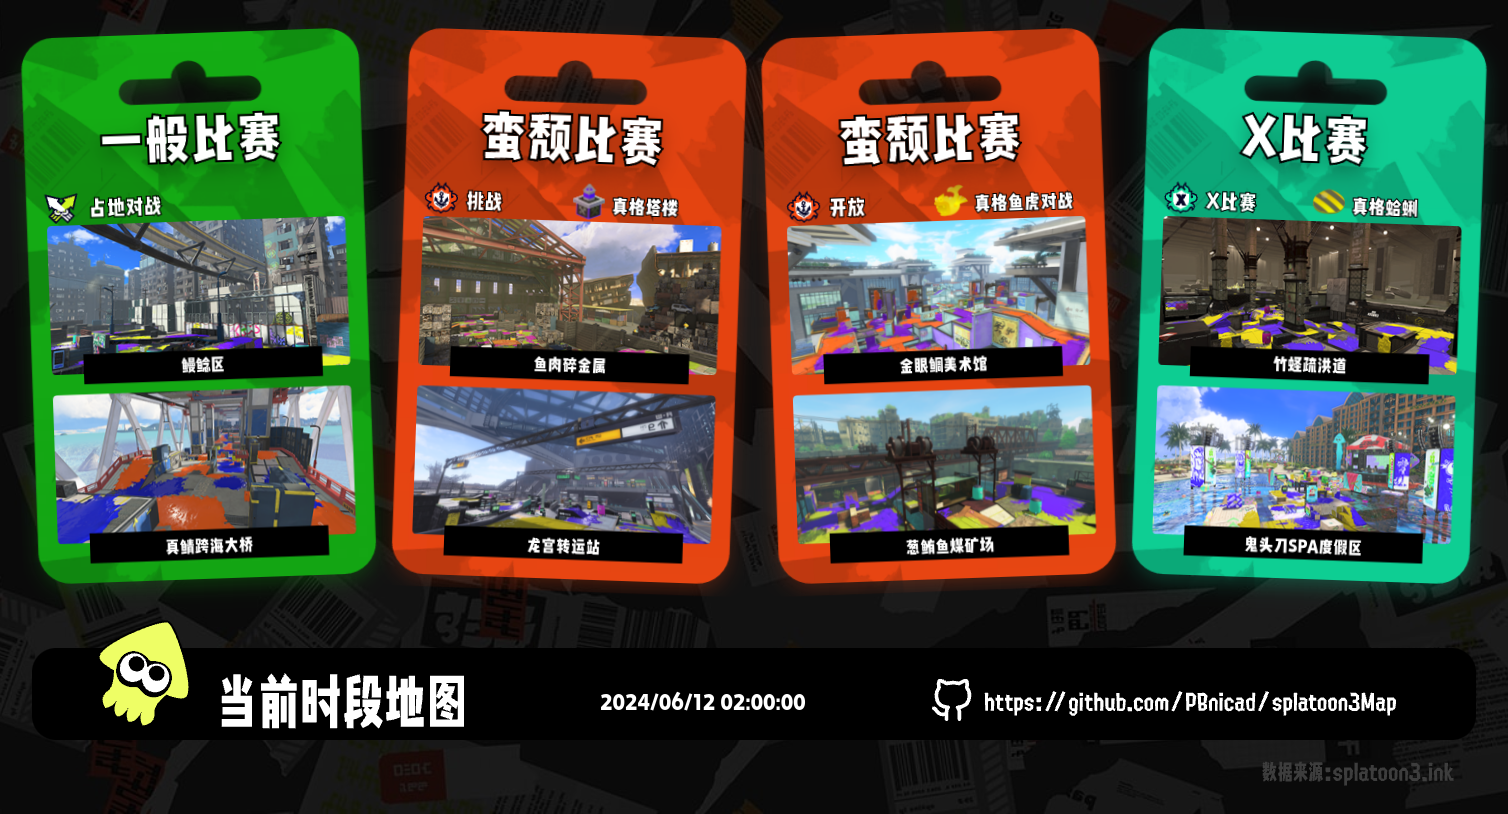 一般比赛
占地对战
鳗鲶区
真鲭跨海大桥
蛮颓比赛
挑战
真格塔楼
鱼肉碎金属
龙宫转运站
蛮颓比赛
开放
真格鱼虎对战
金眼鲷美术馆
葱鲔鱼煤矿场
X比赛
X比赛
真格蛤蜊
竹蛏疏洪道
鬼头刀SPA度假区
当前时段地图
2024/06/12 02:00:00
https://github.com/PBnicad/splatoon3Map
数据来源:splatoon3.ink